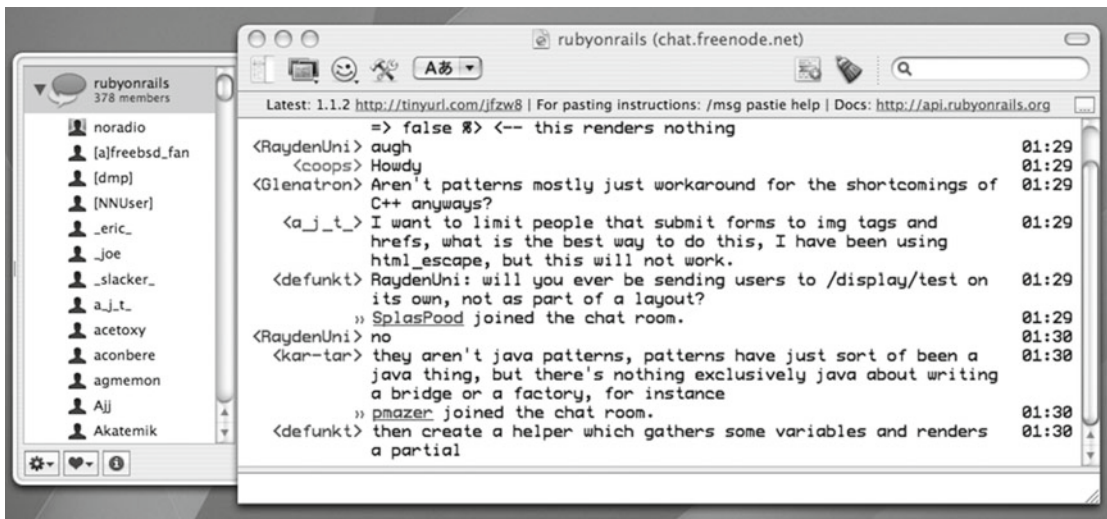 rubyonrails
378 members
noradio
[a]freebsd_fan
[dmp]
[NNUser]
_eric_
_joe
_slacker_
a_j_t_
acetoxy
aconbere
agmemon
Ajj
Akatemik
rubyonrails (chat.freenode.net)
Aあ
Latest: 1.1.2 http://tinyurl.com/jfzw8 | For pasting instructions: /msg pastie help | Docs: http://api.rubyonrails.org ...
=> false %> <-- this renders nothing
<RaydenUni> augh 01:29
<coops> Howdy 01:29
<Glenatron> Aren't patterns mostly just workaround for the shortcomings of 01:29
C++ anyways?
<a_j_t_> I want to limit people that submit forms to img tags and 01:29
hrefs, what is the best way to do this, I have been using
html_escape, but this will not work.
<defunkt> RaydenUni: will you ever be sending users to /display/test on 01:29
its own, not as part of a layout?
» SplasPood joined the chat room. 01:29
<RaydenUni> no 01:30
<kar-tar> they aren't java patterns, patterns have just sort of been a 01:30
java thing, but there's nothing exclusively java about writing
a bridge or a factory, for instance
» pmazer joined the chat room. 01:30
<defunkt> then create a helper which gathers some variables and renders 01:30
a partial